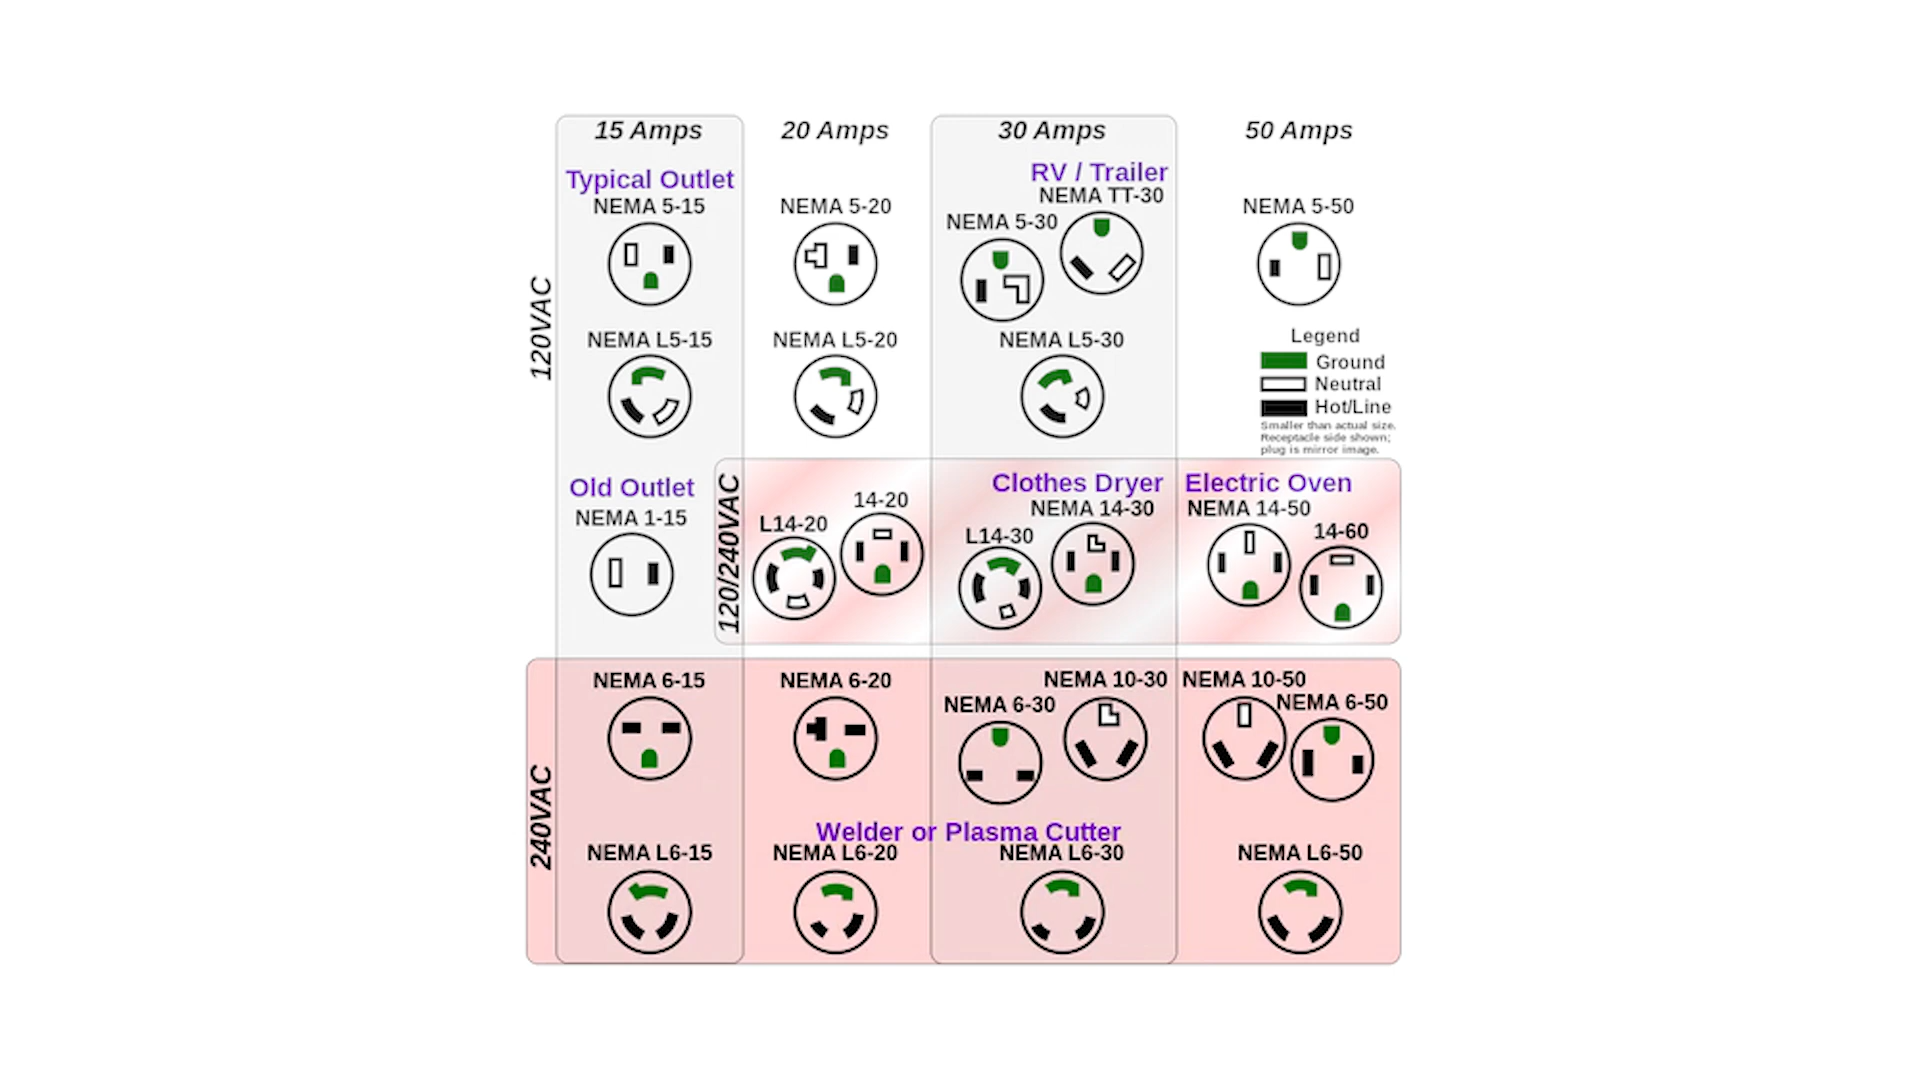 15 Amps
20 Amps
30 Amps
50 Amps
120VAC
Typical Outlet
NEMA 5-15
NEMA 5-20
RV / Trailer
NEMA TT-30
NEMA 5-30
NEMA 5-50
NEMA L5-15
NEMA L5-20
NEMA L5-30
Legend
Ground
Neutral
Hot/Line
Smaller than actual size.
Receptacle side shown;
plug is mirror image.
Old Outlet
NEMA 1-15
120/240VAC
L14-20
14-20
Clothes Dryer
NEMA 14-30
L14-30
Electric Oven
NEMA 14-50
14-60
240VAC
NEMA 6-15
NEMA 6-20
NEMA 6-30
NEMA 10-30
NEMA 10-50
NEMA 6-50
Welder or Plasma Cutter
NEMA L6-15
NEMA L6-20
NEMA L6-30
NEMA L6-50